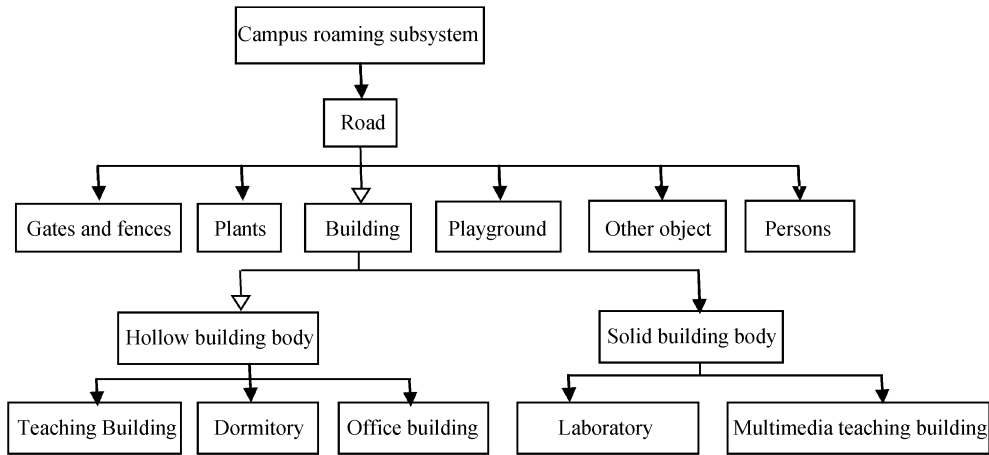 Campus roaming subsystem
Road
Gates and fences
Plants
Building
Playground
Other object
Persons
Hollow building body
Solid building body
Teaching Building
Dormitory
Office building
Laboratory
Multimedia teaching building